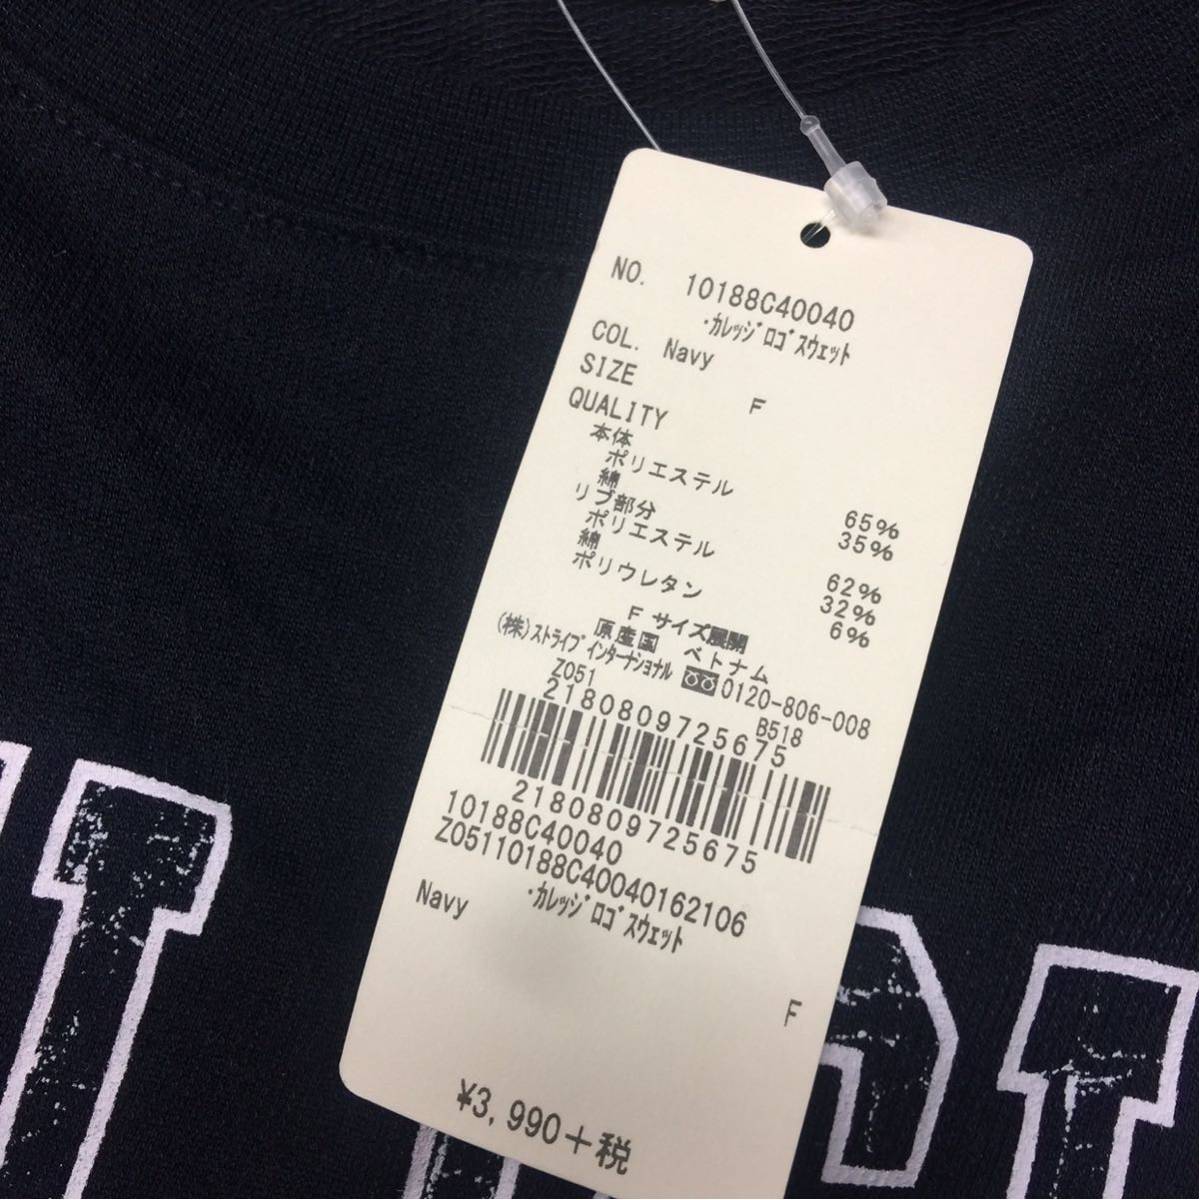 NO. 10188C40040
・カレッジロゴスウェット
COL. Navy
SIZE F
QUALITY
本体
ポリエステル 65%
綿 35%
リブ部分
ポリエステル 62%
綿 32%
ポリウレタン 6%
F サイズ展開
原産国 ベトナム
(株)ストライプインターナショナル 0120-806-008
Z051 B518
2180809725675
2180809725675
10188C40040
Z05110188C40040162106
・カレッジロゴスウェット
Navy
F
¥3,990+税